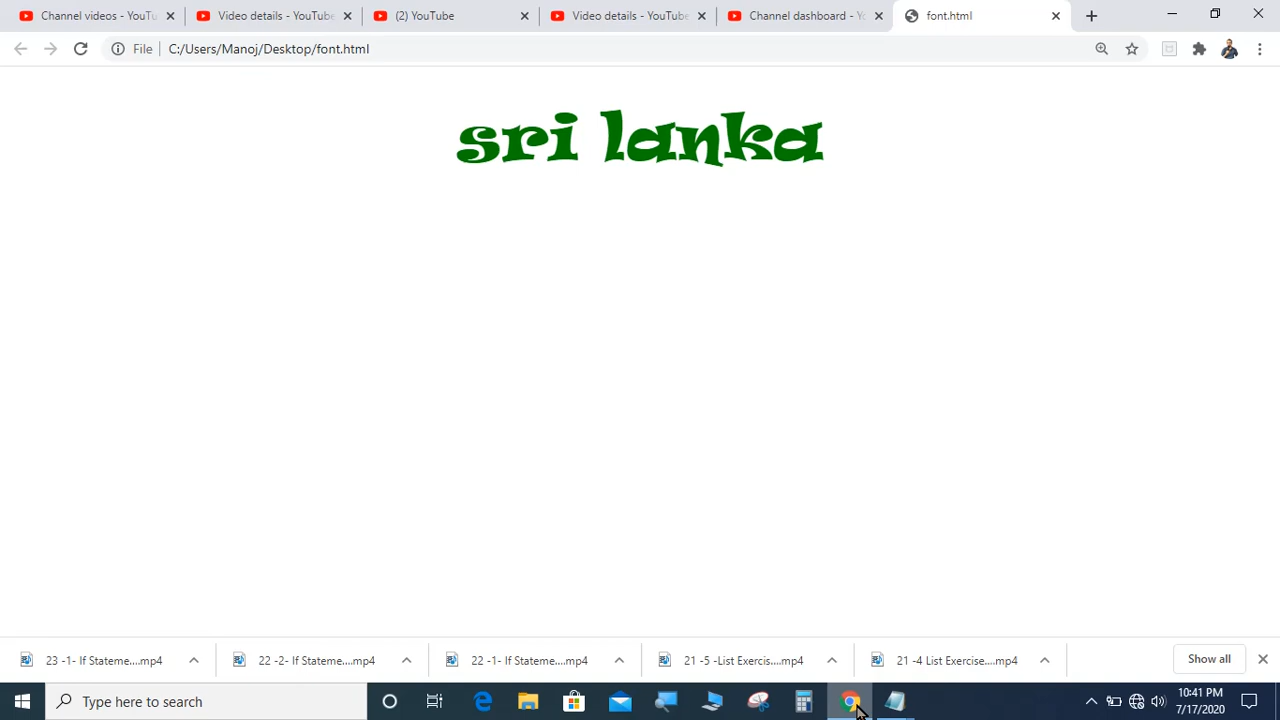 Channel videos - YouTu
Video details - YouTube
(2) YouTube
Video details - YouTube
Channel dashboard - Yo
font.html
File
C:/Users/Manoj/Desktop/font.html
sri lanka
23 -1- If Stateme....mp4
22 -2- If Stateme....mp4
22 -1- If Stateme....mp4
21 -5 -List Exercis....mp4
21 -4 List Exercise....mp4
Show all
Type here to search
10:41 PM
7/17/2020